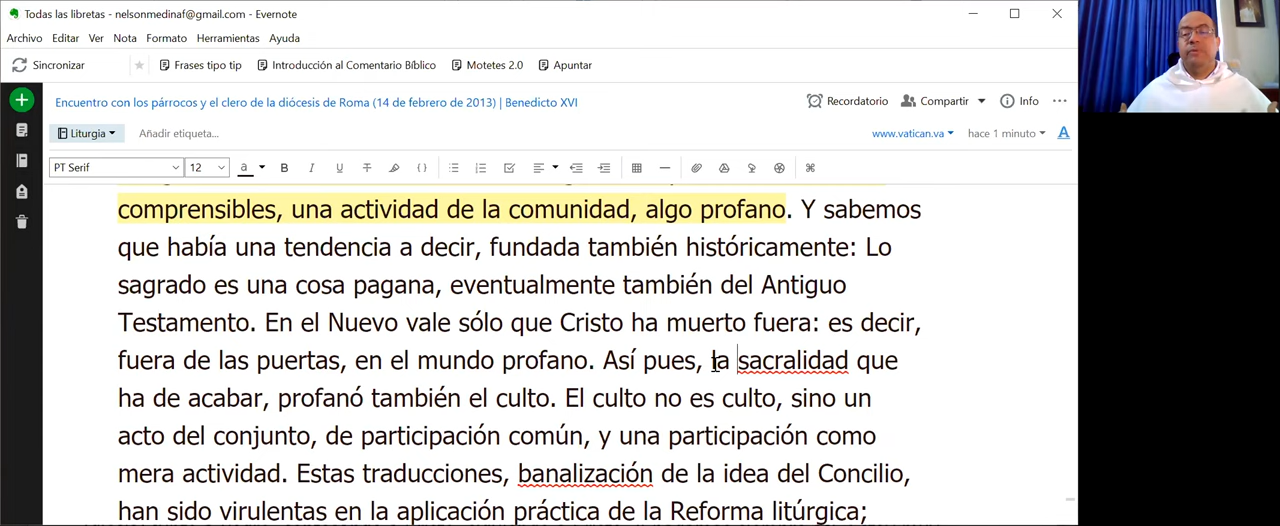 Todas las libretas - nelsonmedinaf@gmail.com - Evernote
Archivo Editar Ver Nota Formato Herramientas Ayuda
Sincronizar Frases tipo tip Introducción al Comentario Bíblico Motetes 2.0 Apuntar
Encuentro con los párrocos y el clero de la diócesis de Roma (14 de febrero de 2013) | Benedicto XVI Recordatorio Compartir Info
Liturgia Añadir etiqueta... www.vatican.va hace 1 minuto
PT Serif 12 a B I U T
comprensibles, una actividad de la comunidad, algo profano. Y sabemos
que había una tendencia a decir, fundada también históricamente: Lo
sagrado es una cosa pagana, eventualmente también del Antiguo
Testamento. En el Nuevo vale sólo que Cristo ha muerto fuera: es decir,
fuera de las puertas, en el mundo profano. Así pues, la sacralidad que
ha de acabar, profanó también el culto. El culto no es culto, sino un
acto del conjunto, de participación común, y una participación como
mera actividad. Estas traducciones, banalización de la idea del Concilio,
han sido virulentas en la aplicación práctica de la Reforma litúrgica;